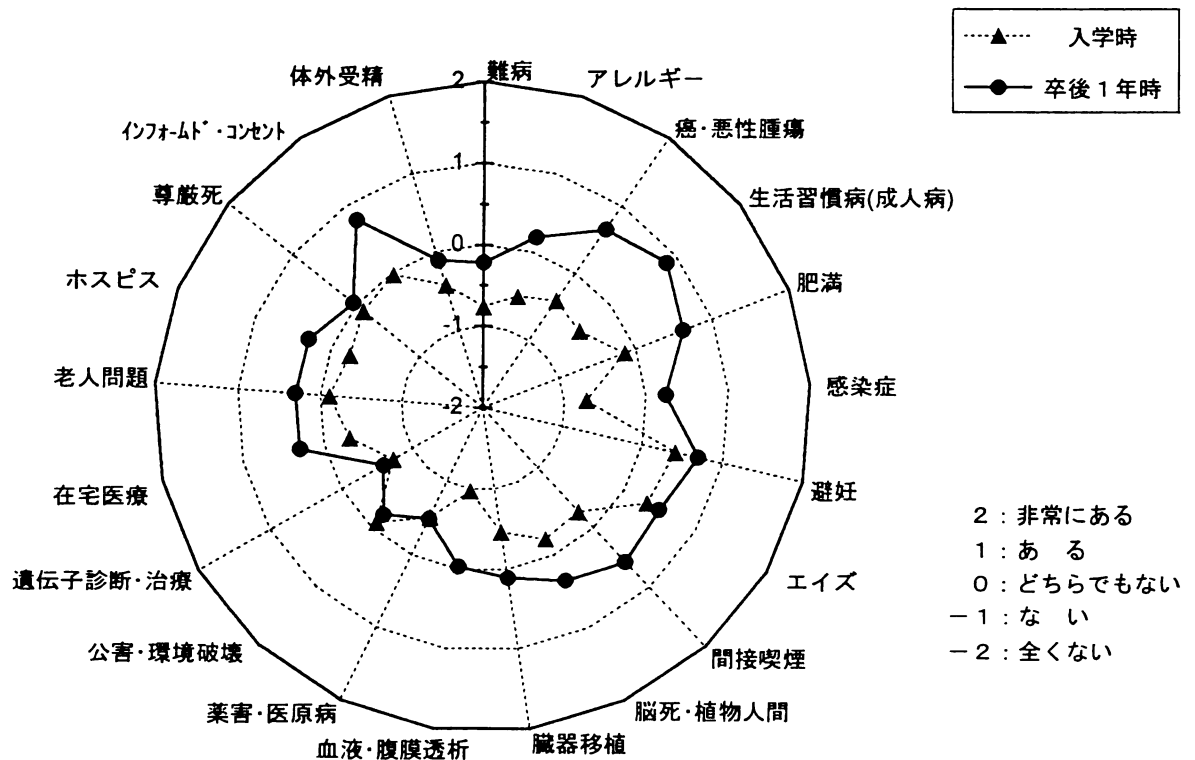 入学時
卒後１年時
難病
アレルギー
癌・悪性腫瘍
生活習慣病(成人病)
肥満
感染症
避妊
エイズ
間接喫煙
脳死・植物人間
臓器移植
血液・腹膜透析
薬害・医原病
公害・環境破壊
遺伝子診断・治療
在宅医療
老人問題
ホスピス
尊厳死
ｲﾝﾌｫｰﾑﾄﾞ・ｺﾝｾﾝﾄ
体外受精
2
1
0
-1
-2
２：非常にある
１：あ　る
０：どちらでもない
－１：な　い
－２：全くない